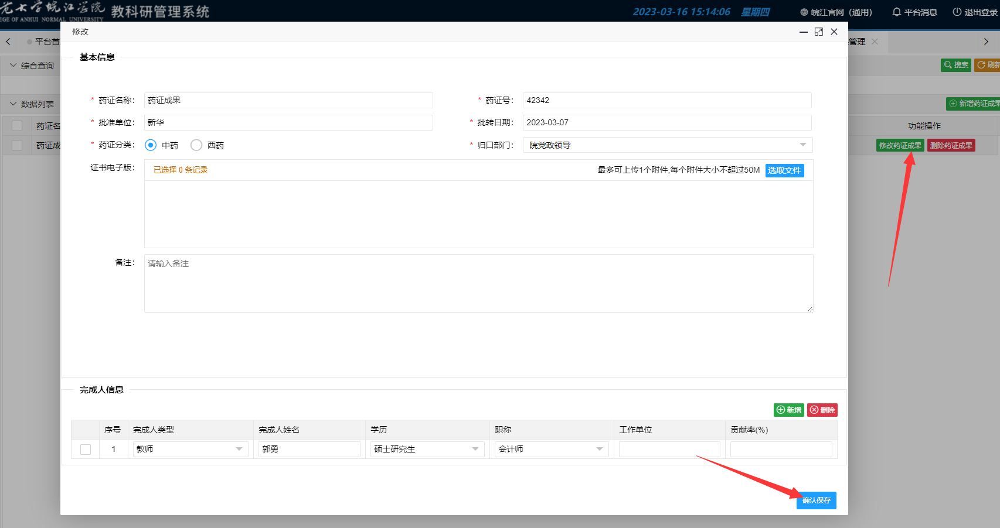 大学皖江学院 教科研管理系统 2023-03-16 15:14:06 星期四 皖江官网（通用） 平台消息 退出登录
EGE OF ANHUI NORMAL UNIVERSITY
修改
平台首 管理
基本信息
综合查询 搜索 刷新
* 药证名称： 药证成果 * 药证号： 42342
数据列表 新增药证成果
* 批准单位： 新华 * 批转日期： 2023-03-07
药证名 功能操作
* 药证分类： 中药 西药 * 归口部门： 院党政领导
药证成 修改药证成果 删除药证成果
证书电子版： 已选择 0 条记录 最多可上传1个附件,每个附件大小不超过50M 选取文件
备注： 请输入备注
完成人信息
新增 删除
序号 完成人类型 完成人姓名 学历 职称 工作单位 贡献率(%)
1 教师 郭勇 硕士研究生 会计师
确认保存